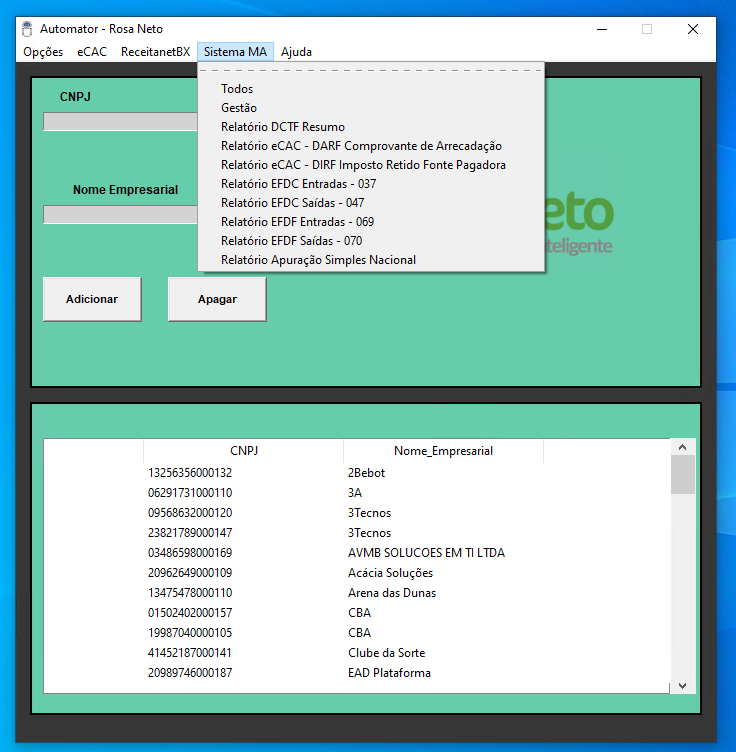 Automator - Rosa Neto
Opções eCAC ReceitanetBX Sistema MA Ajuda
CNPJ
Todos
Gestão
Relatório DCTF Resumo
Relatório eCAC - DARF Comprovante de Arrecadação
Relatório eCAC - DIRF Imposto Retido Fonte Pagadora
Relatório EFDC Entradas - 037
Relatório EFDC Saídas - 047
Relatório EFDF Entradas - 069
Relatório EFDF Saídas - 070
Relatório Apuração Simples Nacional
Nome Empresarial
eto
teligente
Adicionar Apagar
CNPJ Nome_Empresarial
13256356000132 2Bebot
06291731000110 3A
09568632000120 3Tecnos
23821789000147 3Tecnos
03486598000169 AVMB SOLUCOES EM TI LTDA
20962649000109 Acácia Soluções
13475478000110 Arena das Dunas
01502402000157 CBA
19987040000105 CBA
41452187000141 Clube da Sorte
20989746000187 EAD Plataforma